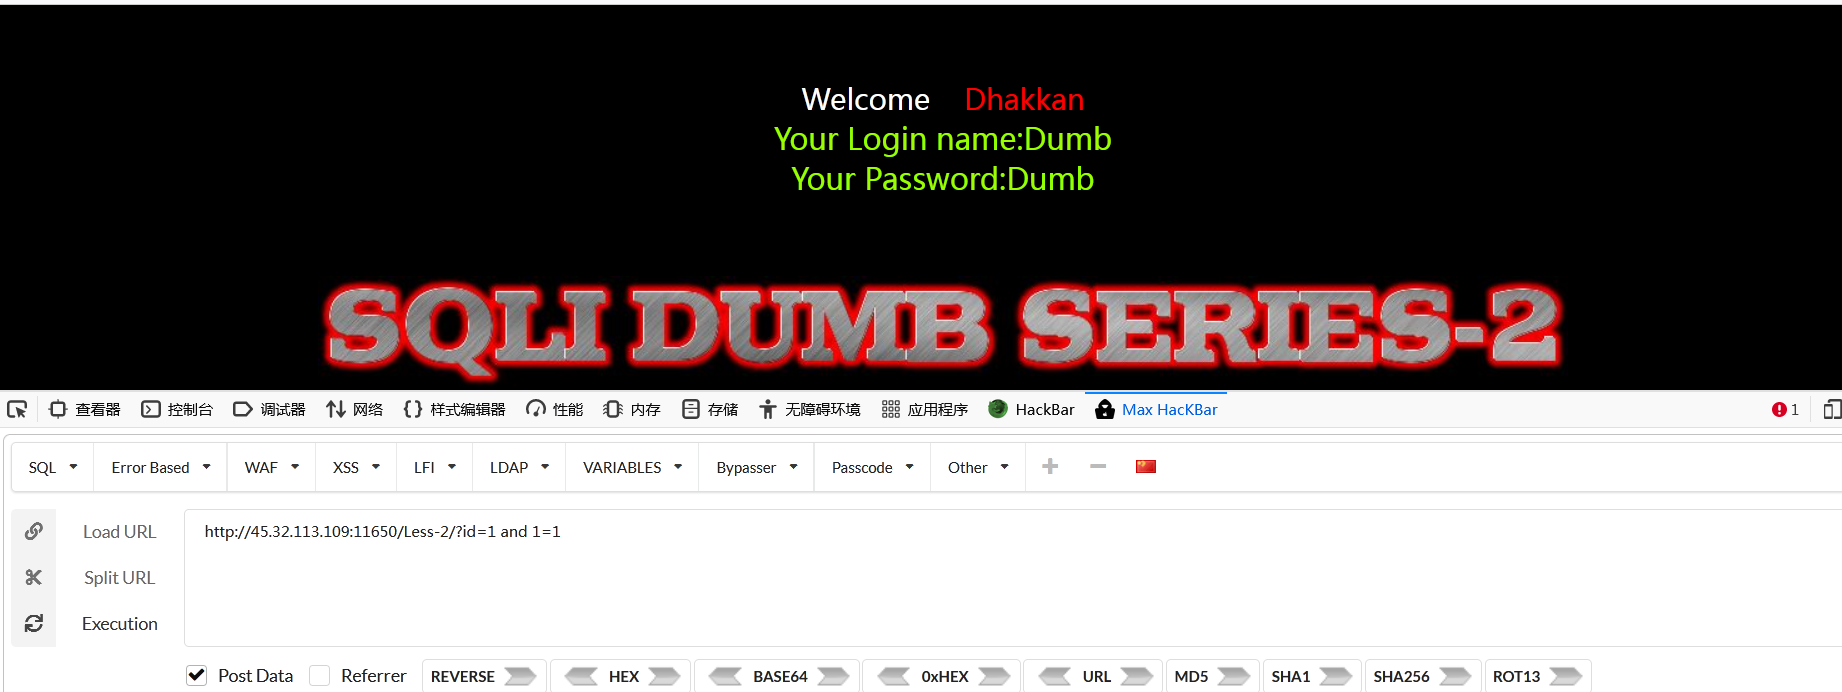 Welcome Dhakkan
Your Login name:Dumb
Your Password:Dumb
SQLI DUMB SERIES-2
查看器 控制台 调试器 网络 样式编辑器 性能 内存 存储 无障碍环境 应用程序 HackBar Max HacKBar 1
SQL Error Based WAF XSS LFI LDAP VARIABLES Bypasser Passcode Other
Load URL http://45.32.113.109:11650/Less-2/?id=1 and 1=1
Split URL
Execution
Post Data Referrer REVERSE HEX BASE64 0xHEX URL MD5 SHA1 SHA256 ROT13